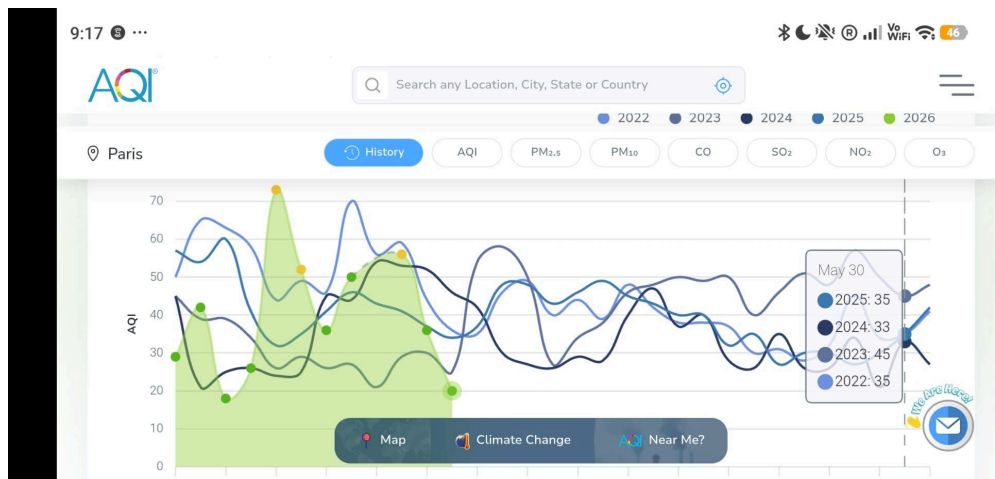 9:17
Vo
WiFi
46
AQI
Search any Location, City, State or Country
2022 2023 2024 2025 2026
Paris
History AQI PM2.5 PM10 CO SO2 NO2 O3
70
60
50
40
30
20
10
0
AQI
May 30
2025: 35
2024: 33
2023: 45
2022: 35
We Are Here!
Map Climate Change AQI Near Me?